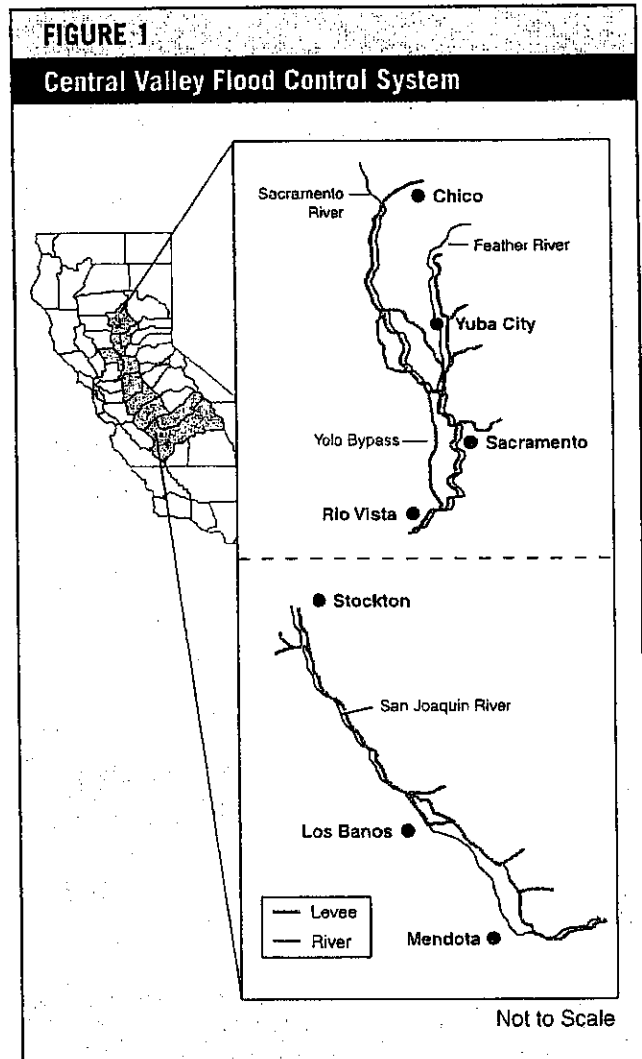 FIGURE 1
Central Valley Flood Control System
Sacramento
River
Chico
Feather River
Yuba City
Yolo Bypass
Sacramento
Rio Vista
Stockton
San Joaquin River
Los Banos
Levee
River
Mendota
Not to Scale